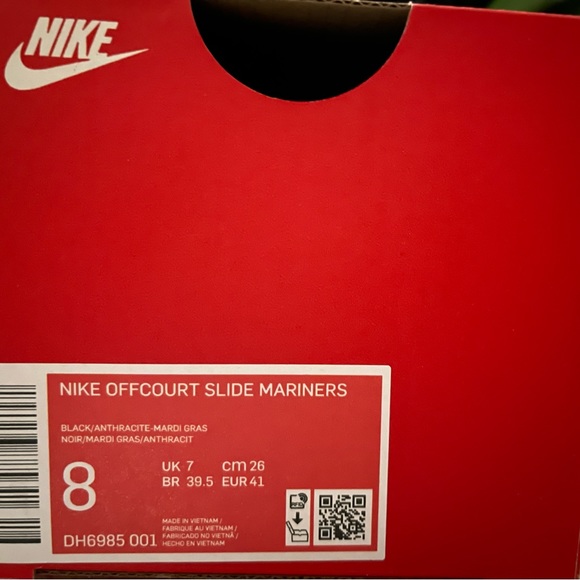 NIKE
NIKE OFFCOURT SLIDE MARINERS
BLACK/ANTHRACITE-MARDI GRAS
NOIR/MARDI GRAS/ANTHRACIT
8
UK 7 cm 26
BR 39.5 EUR 41
DH6985 001
MADE IN VIETNAM /
FABRIQUE AU VIETNAM /
FABRICADO NO VIETNÃ /
HECHO EN VIETNAM